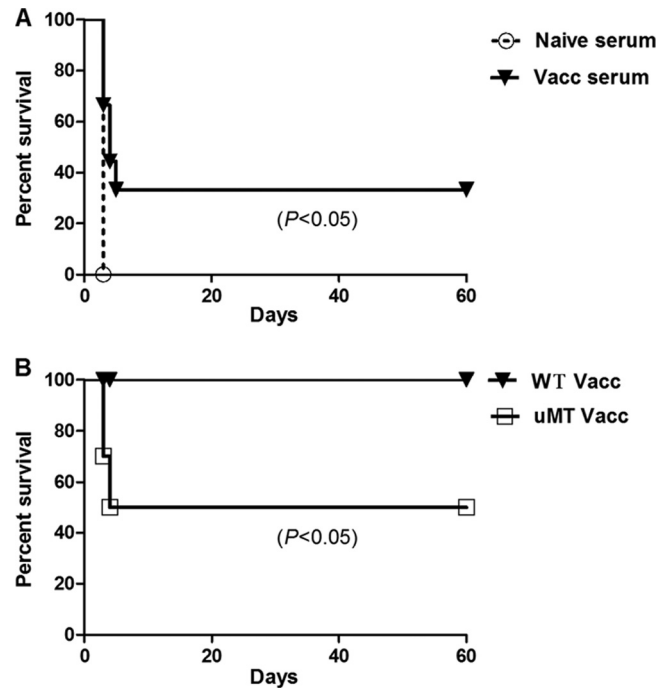 A
Percent survival
100
80
60
40
20
0
0 20 40 60
Days
(P<0.05)
Naive serum
Vacc serum
B
Percent survival
100
80
60
40
20
0
0 20 40 60
Days
(P<0.05)
WT Vacc
uMT Vacc